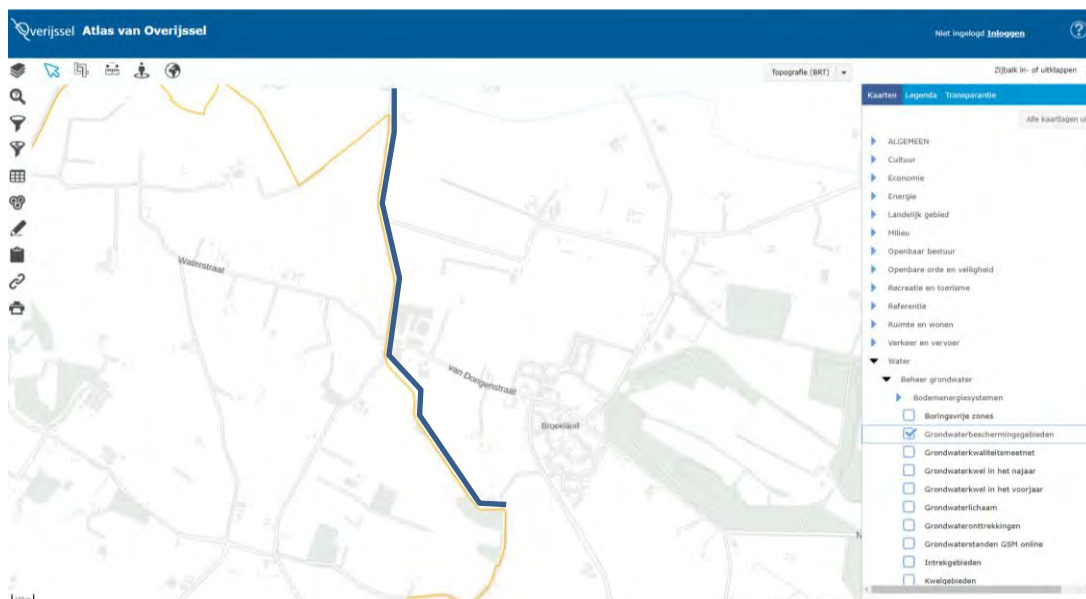 Overijssel Atlas van Overijssel
Niet ingelogd Inloggen
Topografie (BRT)
Zijbalk in- of uitklappen
Kaarten Legenda Transparantie
Alle kaartlagen ui
ALGEMEEN
Cultuur
Economie
Energie
Landelijk gebied
Milieu
Openbaar bestuur
Openbare orde en veiligheid
Recreatie en toerisme
Referentie
Ruimte en wonen
Verkeer en vervoer
Water
Beheer grondwater
Bodemenergiesystemen
Boringsvrije zones
Grondwaterbeschermingsgebieden
Grondwaterkwaliteitsmeetnet
Grondwaterkwel in het najaar
Grondwaterkwel in het voorjaar
Grondwaterlichaam
Grondwateronttrekkingen
Grondwaterstanden GSM online
Intrekgebieden
Kwelgebieden
Waterstraat
van Dongenstraat
Broekland
N